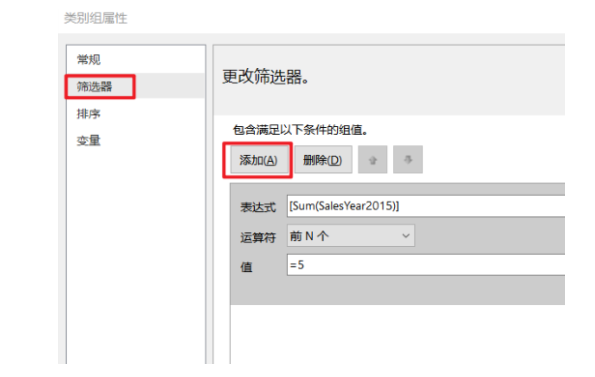 类别组属性
常规
筛选器
排序
变量
更改筛选器。
包含满足以下条件的组值。
添加(A) 删除(D)
表达式 [Sum(SalesYear2015)]
运算符 前 N 个
值 =5